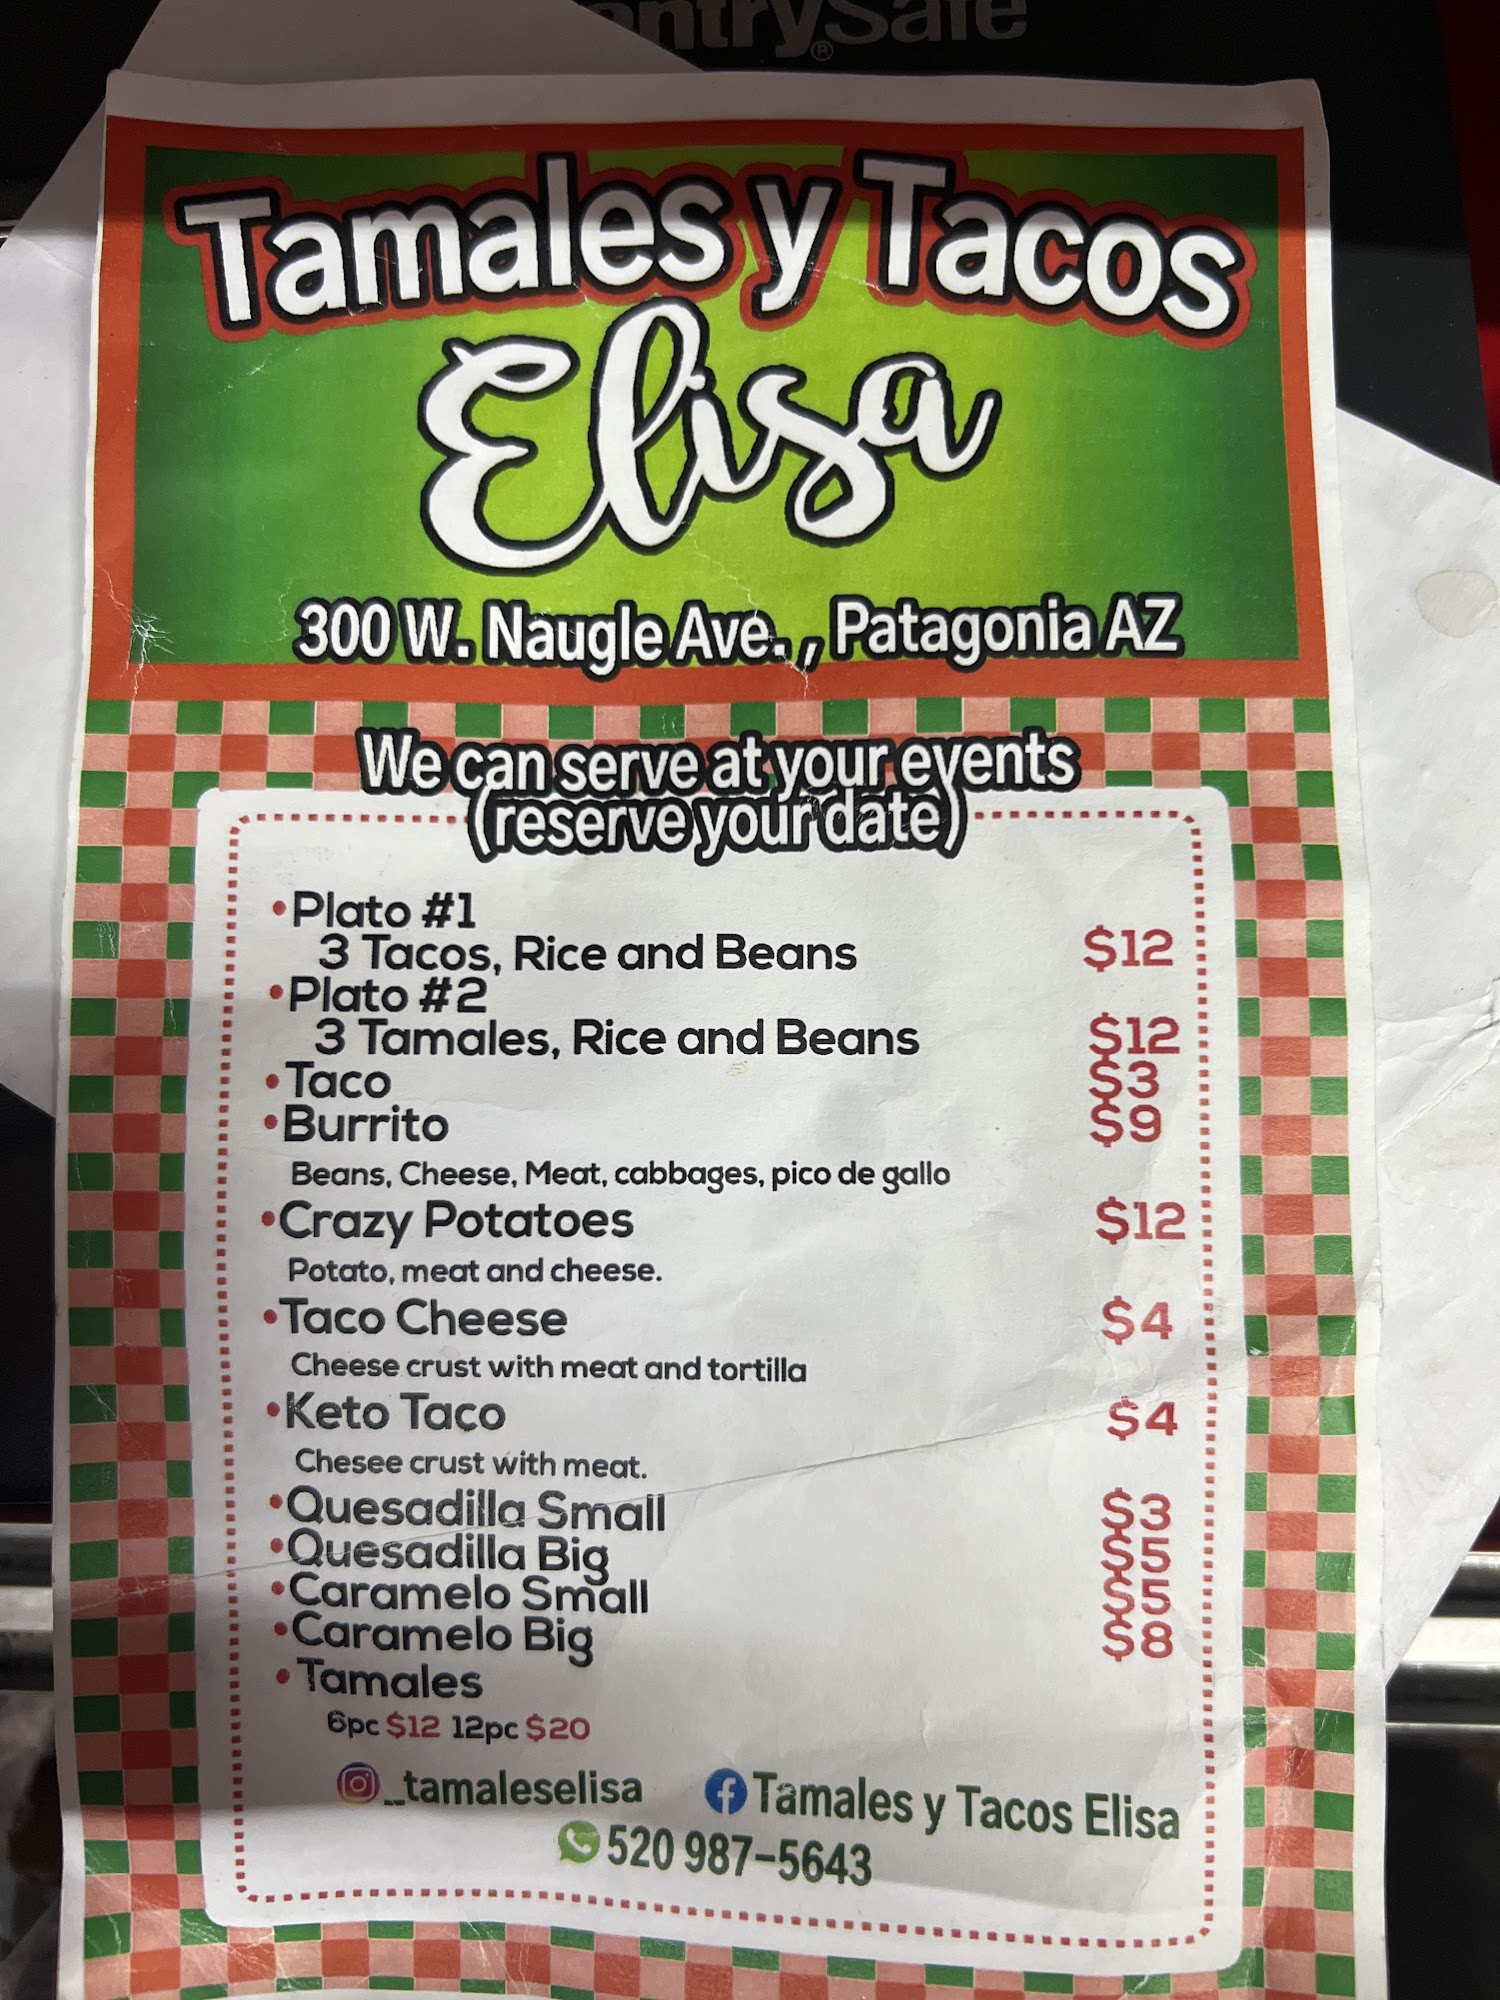 ntrySafe
®
Tamales y Tacos
Elisa
300 W. Naugle Ave. , Patagonia AZ
We can serve at your events
(reserve your date)
•Plato #1
3 Tacos, Rice and Beans $12
•Plato #2
3 Tamales, Rice and Beans $12
•Taco $3
•Burrito $9
Beans, Cheese, Meat, cabbages, pico de gallo
•Crazy Potatoes $12
Potato, meat and cheese.
•Taco Cheese $4
Cheese crust with meat and tortilla
•Keto Taco $4
Chesee crust with meat.
•Quesadilla Small $3
•Quesadilla Big $5
•Caramelo Small $5
•Caramelo Big $8
•Tamales
6pc $12 12pc $20
__tamaleselisa Tamales y Tacos Elisa
520 987-5643